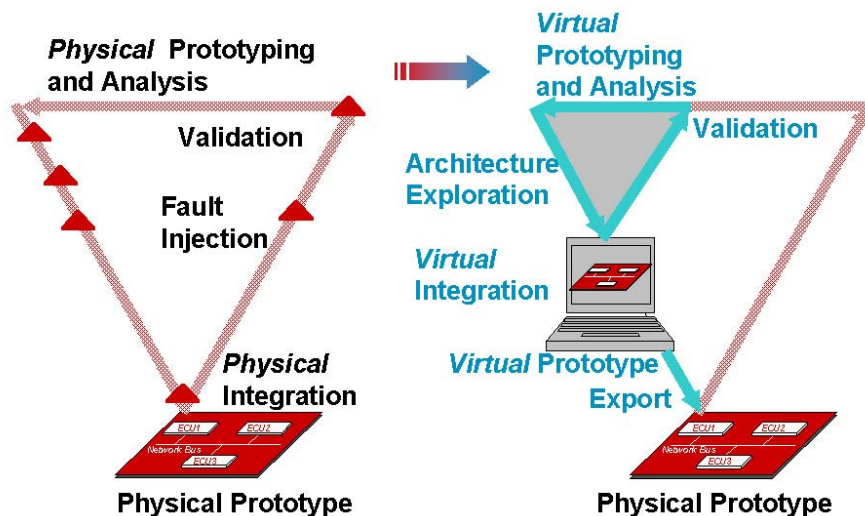 Physical Prototyping
and Analysis
Validation
Fault
Injection
Physical
Integration
ECU1
ECU2
Network Bus
ECU3
Physical Prototype
Virtual
Prototyping
and Analysis
Validation
Architecture
Exploration
Virtual
Integration
Virtual Prototype
Export
ECU1
ECU2
Network Bus
ECU3
Physical Prototype